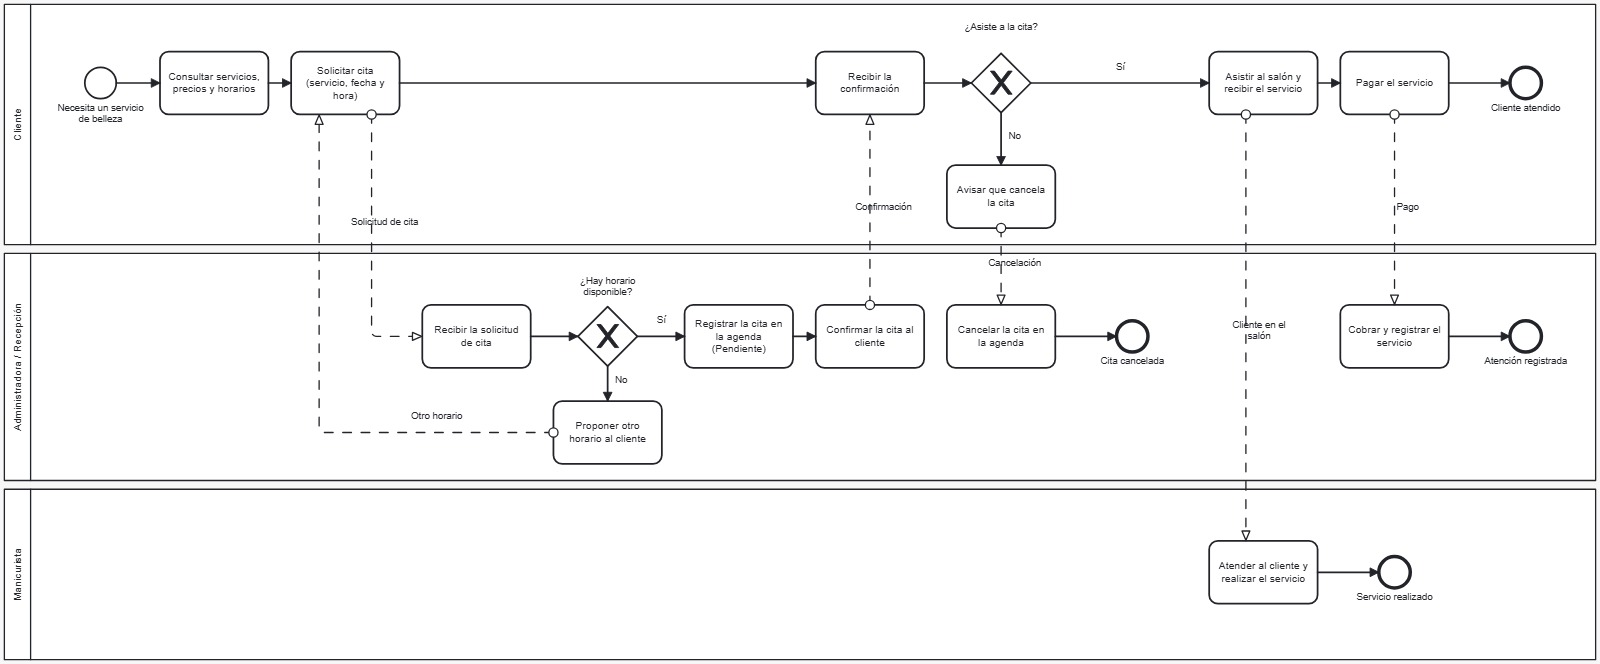 Cliente
Necesita un servicio
de belleza
Consultar servicios,
precios y horarios
Solicitar cita
(servicio, fecha y
hora)
Recibir la
confirmación
¿Asiste a la cita?
Sí
No
Avisar que cancela
la cita
Asistir al salón y
recibir el servicio
Pagar el servicio
Cliente atendido
Solicitud de cita
Confirmación
Cancelación
Pago
Administradora / Recepción
Recibir la solicitud
de cita
¿Hay horario
disponible?
Sí
No
Registrar la cita en
la agenda
(Pendiente)
Confirmar la cita al
cliente
Cancelar la cita en
la agenda
Cita cancelada
Cliente en el
salón
Cobrar y registrar el
servicio
Atención registrada
Otro horario
Proponer otro
horario al cliente
Manicurista
Atender al cliente y
realizar el servicio
Servicio realizado